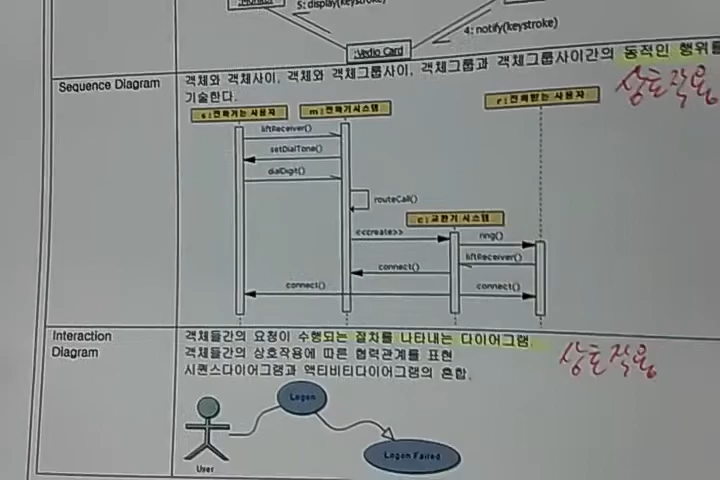 5: display(keystroke)
4: notify(keystroke)
:Vedio Card
Sequence Diagram
객체와 객체사이, 객체와 객체그룹사이, 객체그룹과 객체그룹사이간의 동적인 행위를
기술한다.
상호작용
s : 전화거는 사용자
m : 전화기시스템
r : 전화받는 사용자
liftReceiver()
setDialTone()
dialDigit()
routeCall()
c : 교환기 시스템
<<create>>
ring()
liftReceiver()
connect()
connect()
connect()
Interaction
Diagram
객체들간의 요청이 수행되는 절차를 나타내는 다이어그램.
객체들간의 상호작용에 따른 협력관계를 표현
시퀀스다이어그램과 액티비티다이어그램의 혼합.
상호작용
Logon
Logon Failed
User